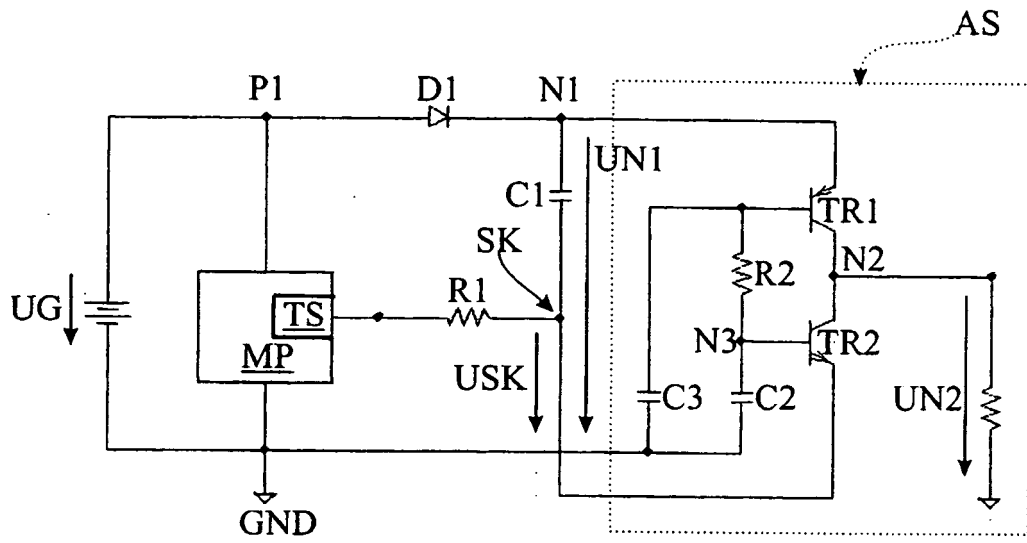 AS
P1
D1
N1
UN1
C1
TR1
SK
N2
R2
R1
UG
TS
MP
N3
TR2
USK
C3
C2
UN2
GND